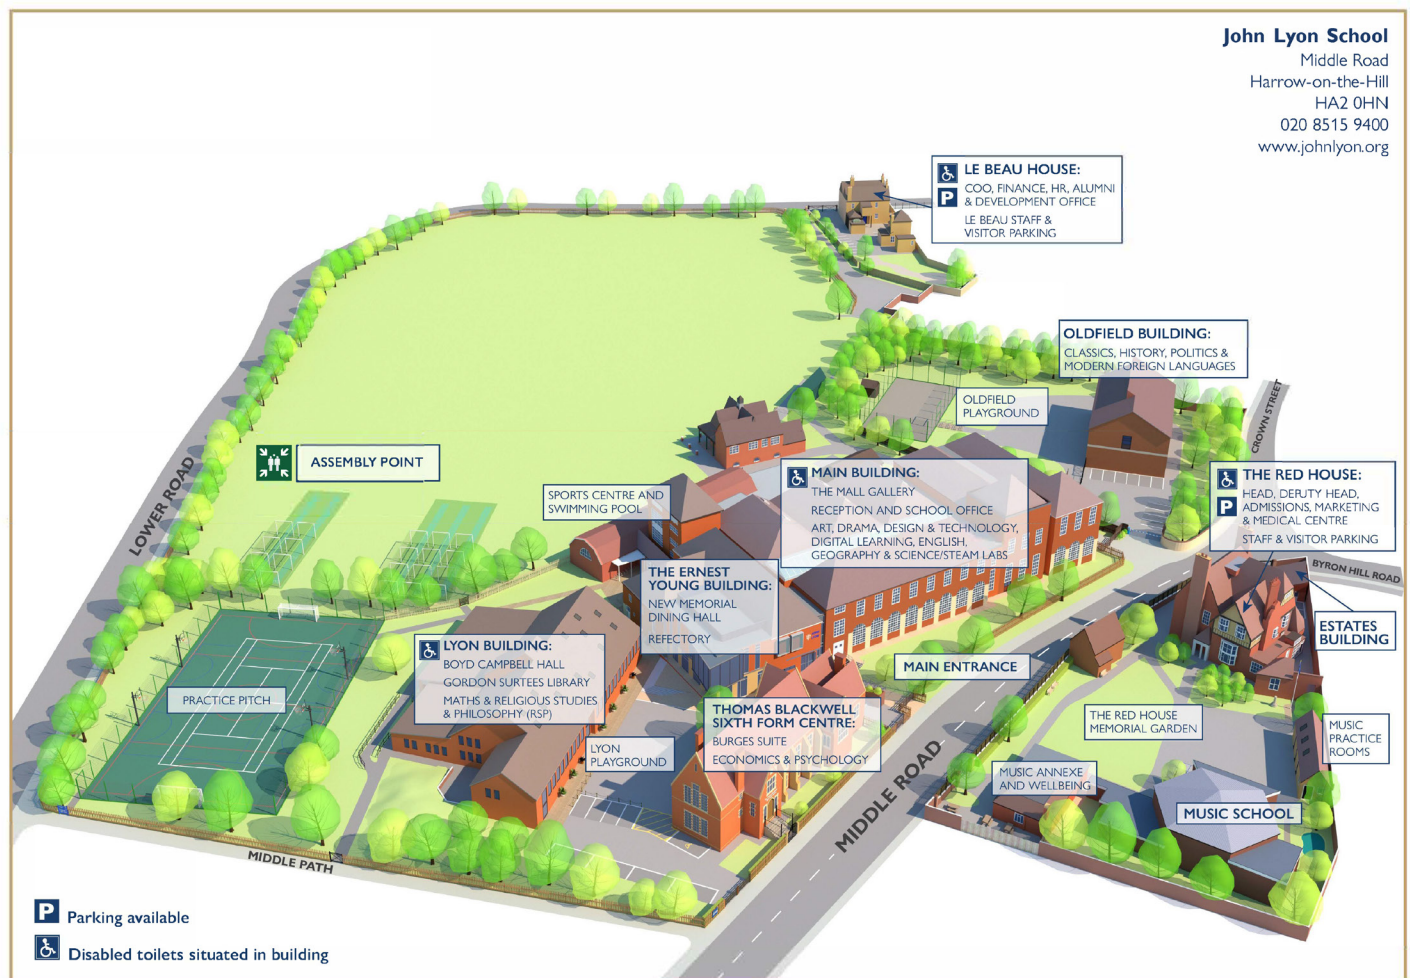 John Lyon School
Middle Road
Harrow-on-the-Hill
HA2 0HN
020 8515 9400
www.johnlyon.org
LE BEAU HOUSE:
P
COO, FINANCE, HR, ALUMNI
& DEVELOPMENT OFFICE
LE BEAU STAFF &
VISITOR PARKING
OLDFIELD BUILDING:
CLASSICS, HISTORY, POLITICS &
MODERN FOREIGN LANGUAGES
OLDFIELD
PLAYGROUND
CROWN STREET
ASSEMBLY POINT
LOWER ROAD
SPORTS CENTRE AND
SWIMMING POOL
MAIN BUILDING:
THE MALL GALLERY
RECEPTION AND SCHOOL OFFICE
ART, DRAMA, DESIGN & TECHNOLOGY,
DIGITAL LEARNING, ENGLISH,
GEOGRAPHY & SCIENCE/STEAM LABS
THE RED HOUSE:
P
HEAD, DEPUTY HEAD,
ADMISSIONS, MARKETING
& MEDICAL CENTRE
STAFF & VISITOR PARKING
BYRON HILL ROAD
THE ERNEST
YOUNG BUILDING:
NEW MEMORIAL
DINING HALL
REFECTORY
ESTATES
BUILDING
LYON BUILDING:
BOYD CAMPBELL HALL
GORDON SURTEES LIBRARY
MATHS & RELIGIOUS STUDIES
& PHILOSOPHY (RSP)
MAIN ENTRANCE
PRACTICE PITCH
THOMAS BLACKWELL
SIXTH FORM CENTRE:
BURGES SUITE
ECONOMICS & PSYCHOLOGY
THE RED HOUSE
MEMORIAL GARDEN
MUSIC
PRACTICE
ROOMS
LYON
PLAYGROUND
MIDDLE ROAD
MUSIC ANNEXE
AND WELLBEING
MUSIC SCHOOL
MIDDLE PATH
P Parking available
Disabled toilets situated in building